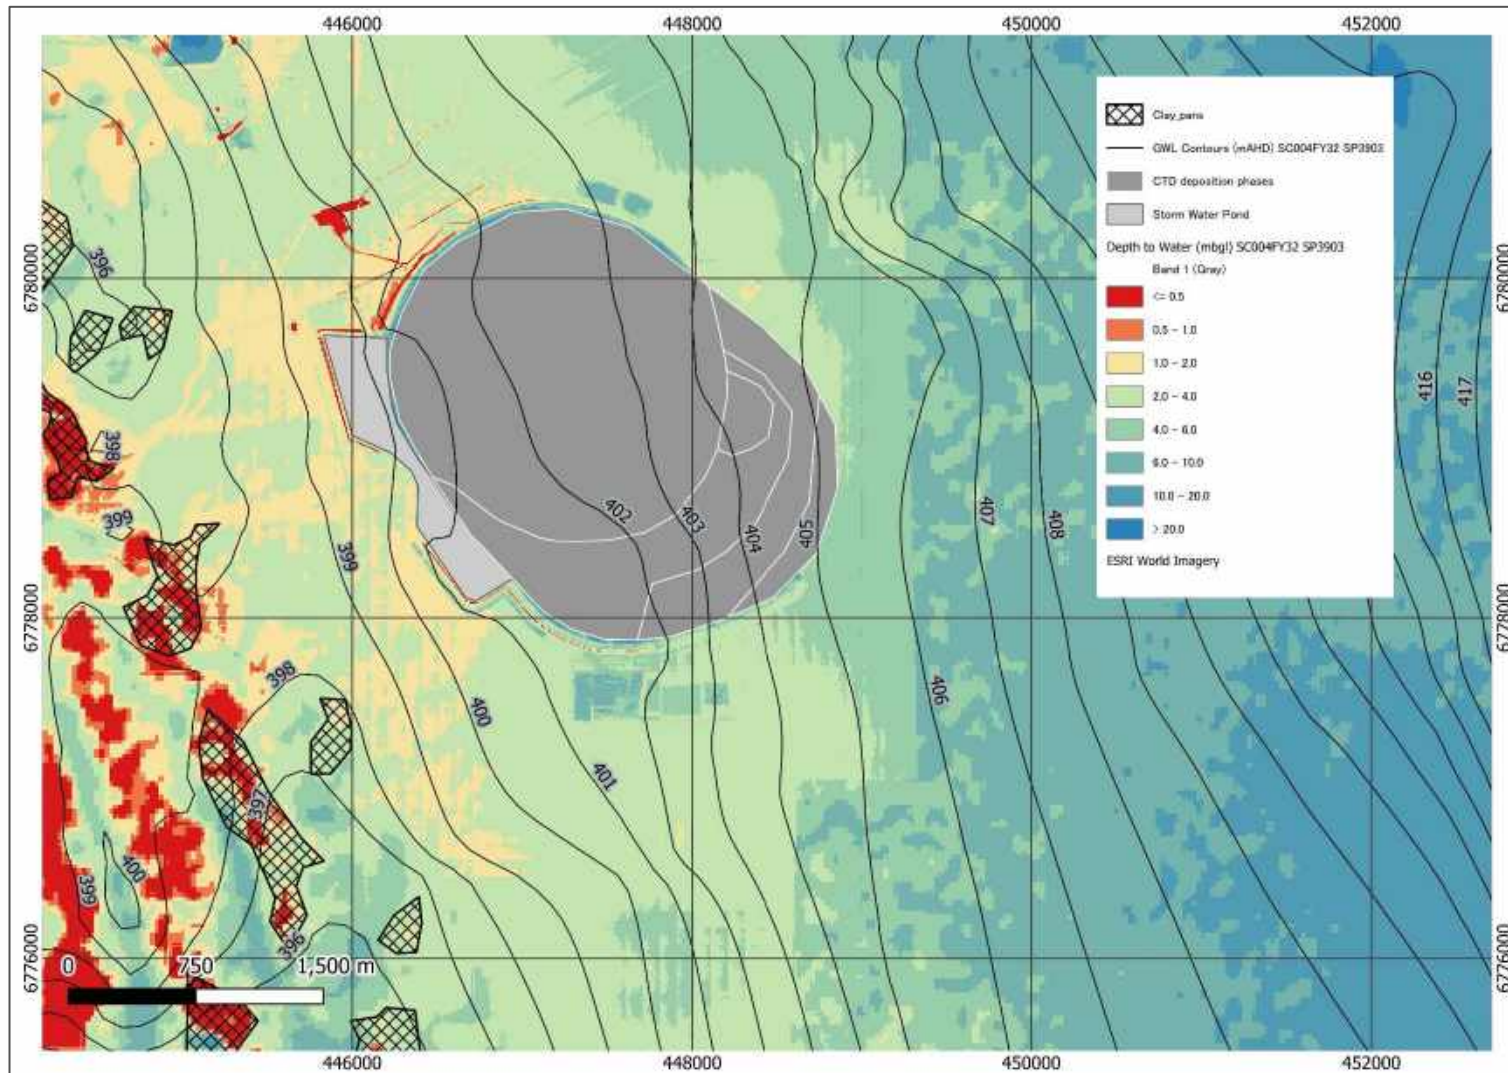 446000 448000 450000 452000
6780000 6780000
6778000 6778000
6776000 6776000
Clay_pans
GWL Contours (mAHD) SC004FY32 SP3903
CTD deposition phases
Storm Water Pond
Depth to Water (mbgl) SC004FY32 SP3903
Band 1 (Gray)
<= 0.5
0.5 - 1.0
1.0 - 2.0
2.0 - 4.0
4.0 - 6.0
6.0 - 10.0
10.0 - 20.0
> 20.0
ESRI World Imagery
396
416
417
398
399
399
402
403
404
405
407
408
398
400
406
401
397
400
399
396
0 750 1,500 m
446000 448000 450000 452000